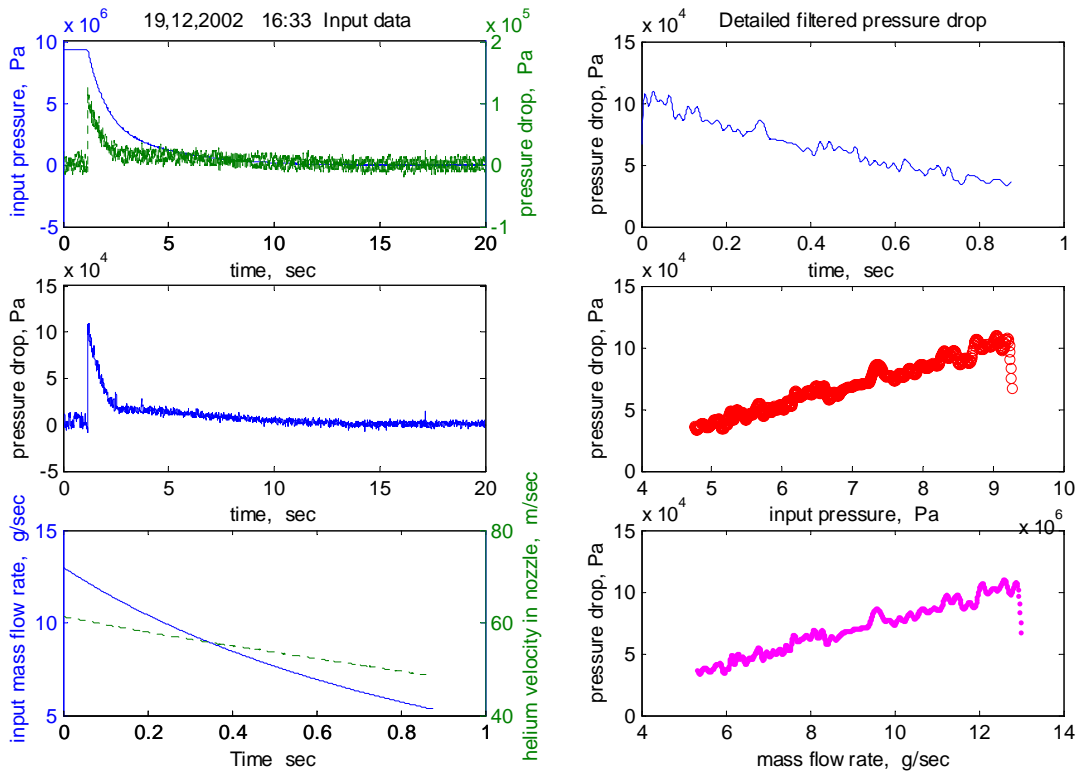 19,12,2002 16:33 Input data
x 10^6
x 10^5
10
5
0
-5
input pressure, Pa
2
1
0
-1
pressure drop, Pa
0 5 10 15 20
time, sec
Detailed filtered pressure drop
x 10^4
15
10
5
0
pressure drop, Pa
0 0.2 0.4 0.6 0.8 1
time, sec
x 10^4
15
10
5
0
-5
pressure drop, Pa
0 5 10 15 20
time, sec
x 10^4
15
10
5
0
pressure drop, Pa
4 5 6 7 8 9 10
input pressure, Pa
x 10^6
15
10
5
input mass flow rate, g/sec
80
60
40
helium velocity in nozzle, m/sec
0 0.2 0.4 0.6 0.8 1
Time sec
x 10^4
15
10
5
0
pressure drop, Pa
4 6 8 10 12 14
mass flow rate, g/sec